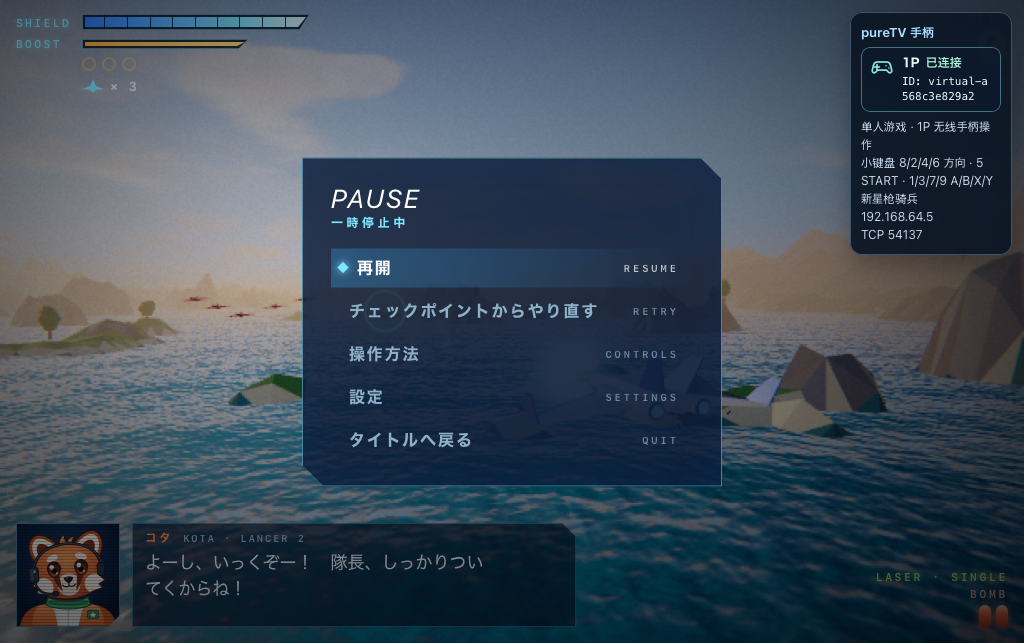 SHIELD
BOOST
× 3
pureTV 手柄
1P 已连接
ID: virtual-a
568c3e829a2
单人游戏 · 1P 无线手柄操
作
小键盘 8/2/4/6 方向 · 5
START · 1/3/7/9 A/B/X/Y
新星枪骑兵
192.168.64.5
TCP 54137
PAUSE
一時停止中
再開 RESUME
チェックポイントからやり直す RETRY
操作方法 CONTROLS
設定 SETTINGS
タイトルへ戻る QUIT
コタ KOTA · LANCER 2
よーし、いっくぞー！　隊長、しっかりつい
てくからね！
LASER · SINGLE
BOMB